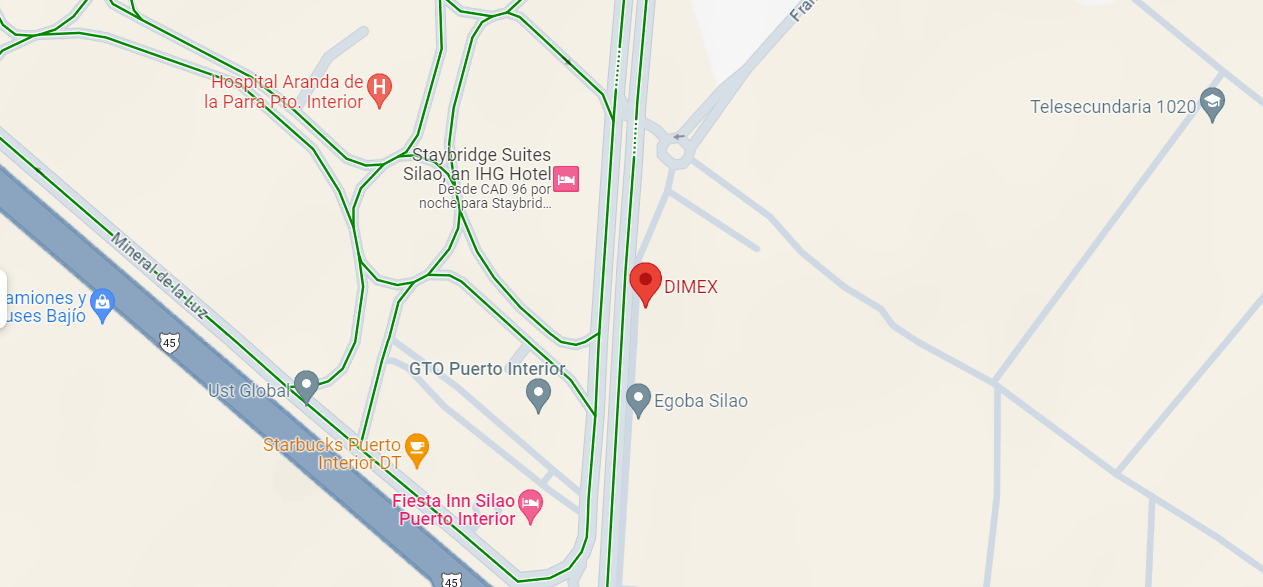 Fran
Hospital Aranda de
la Parra Pto. Interior
H
Telesecundaria 1020
Staybridge Suites
Silao, an IHG Hotel
Desde CAD 96 por
noche para Staybrid...
Mineral de la Luz
DIMEX
amiones y
uses Bajío
45
GTO Puerto Interior
Ust Global
Egoba Silao
Starbucks Puerto
Interior DT
Fiesta Inn Silao
Puerto Interior
45